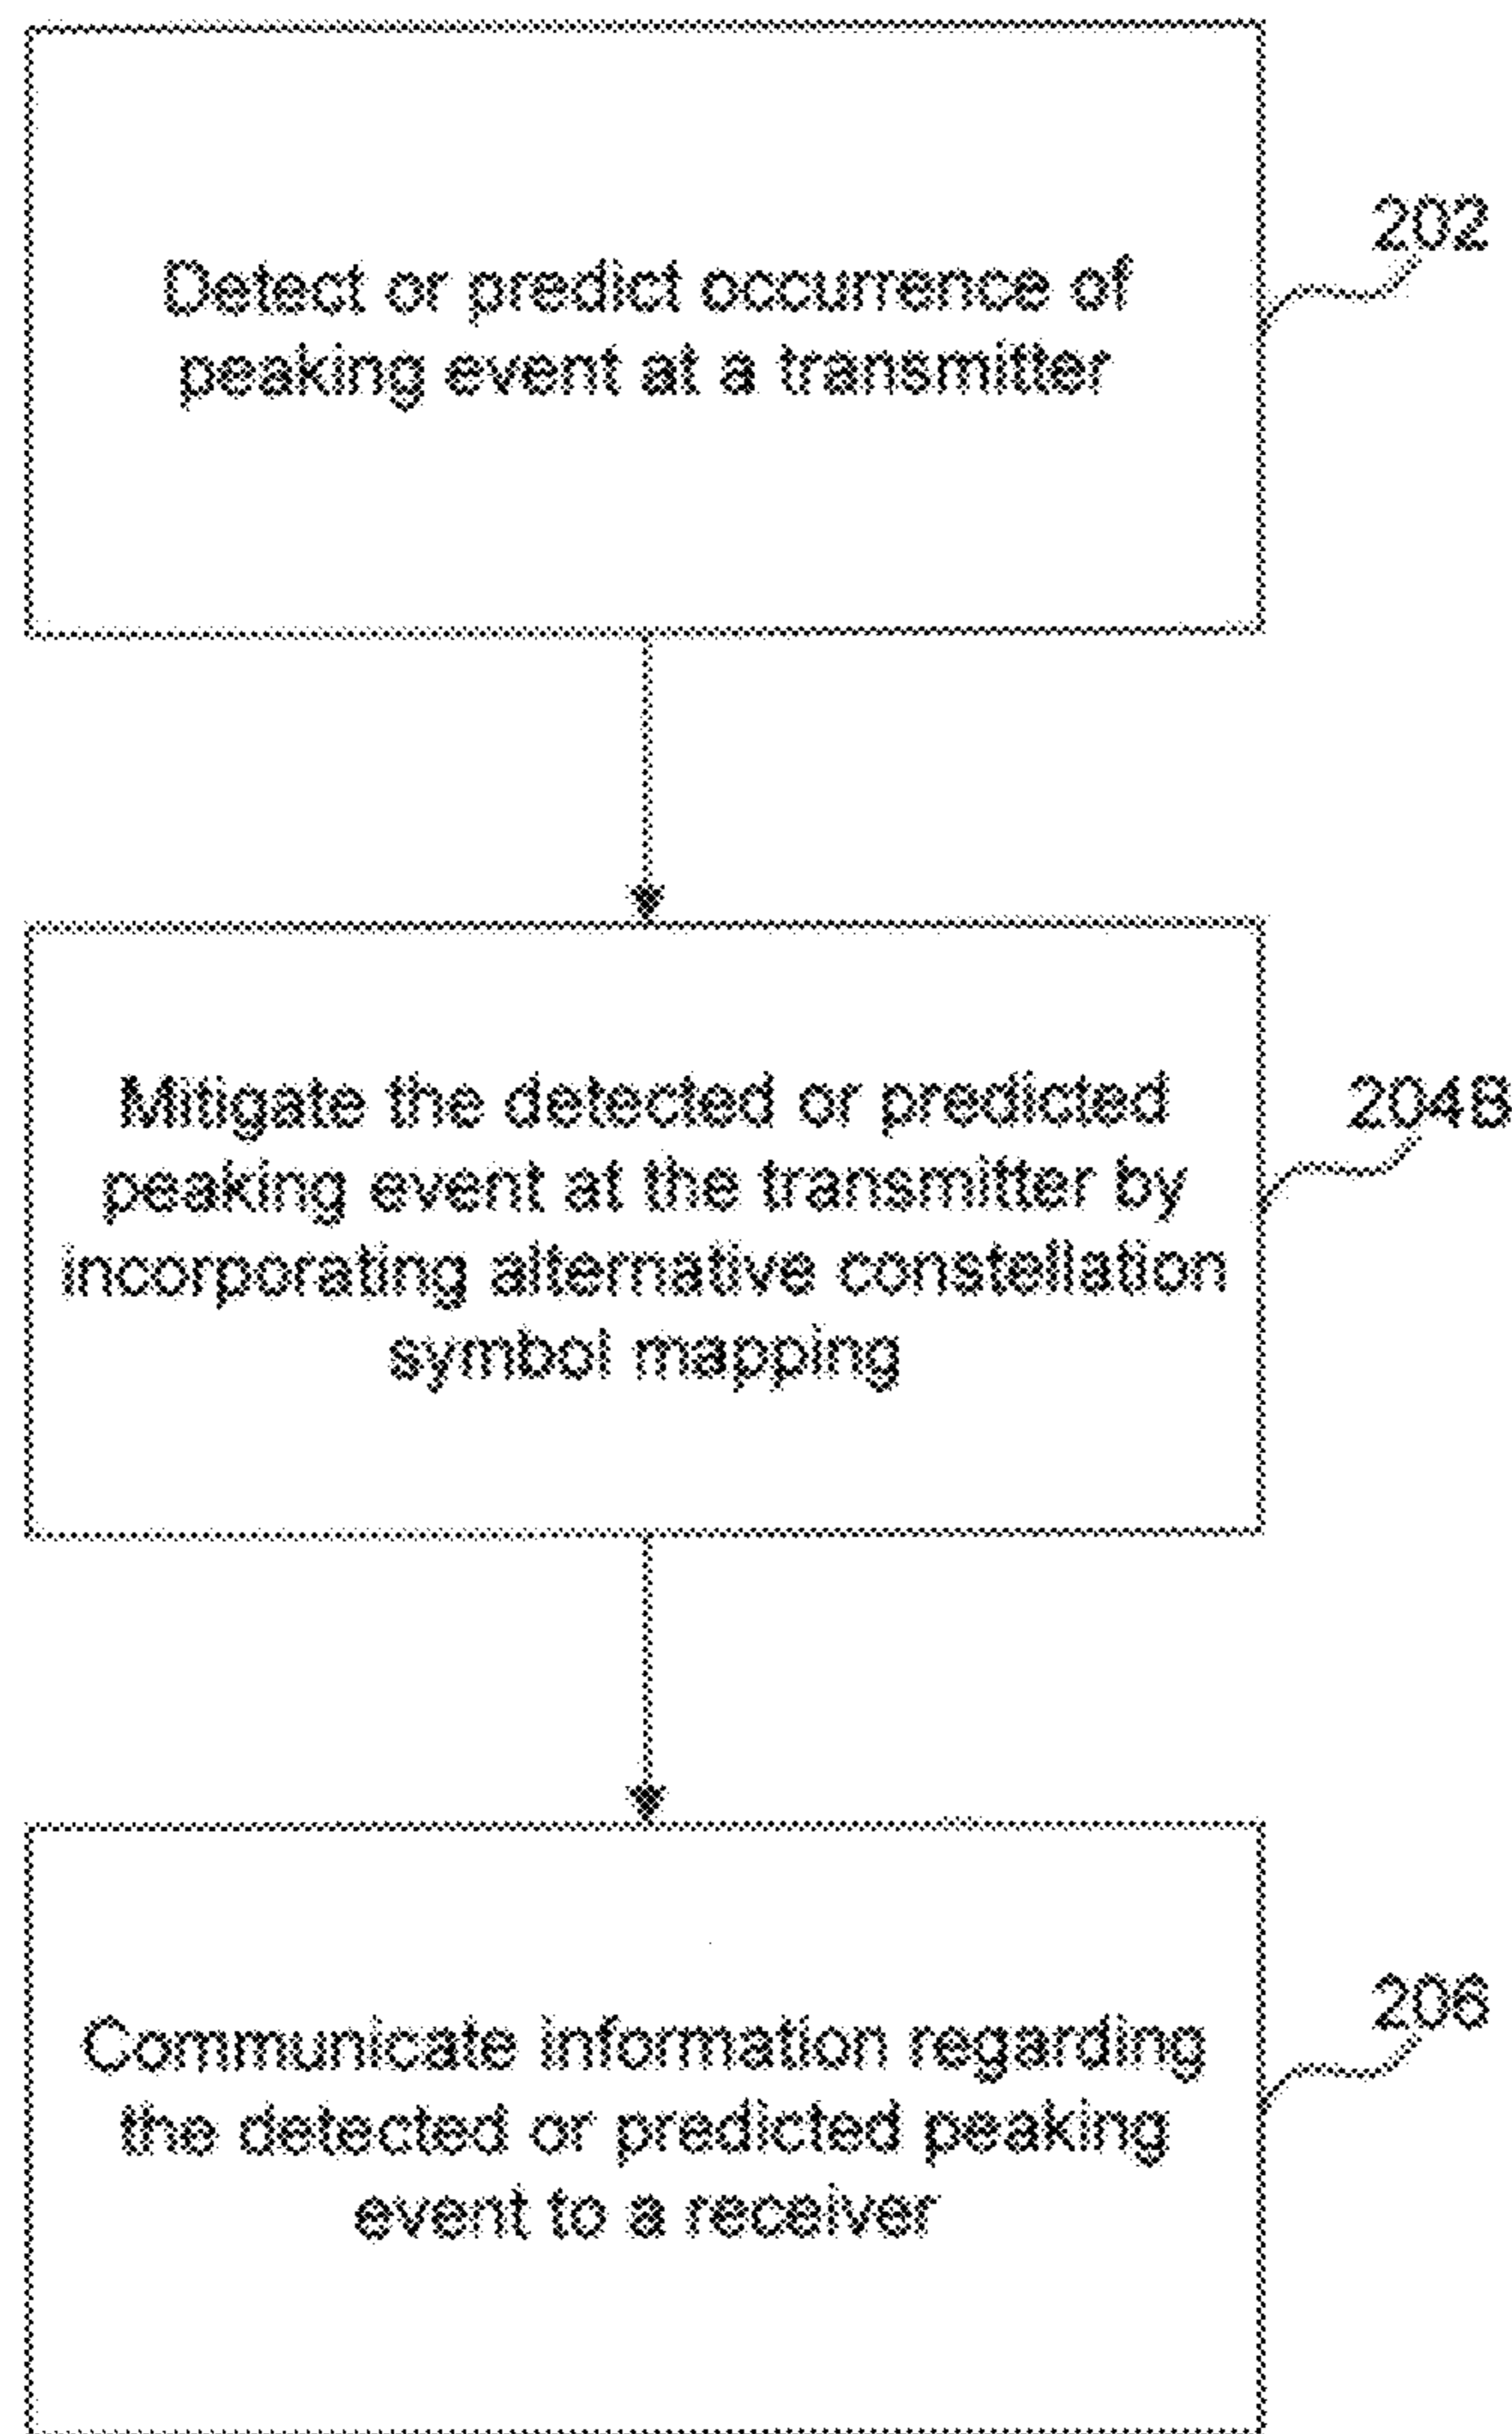 Detect or predict occurrence of
peaking event at a transmitter
202
Mitigate the detected or predicted
peaking event at the transmitter by
incorporating alternative constellation
symbol mapping
204B
Communicate information regarding
the detected or predicted peaking
event to a receiver
206